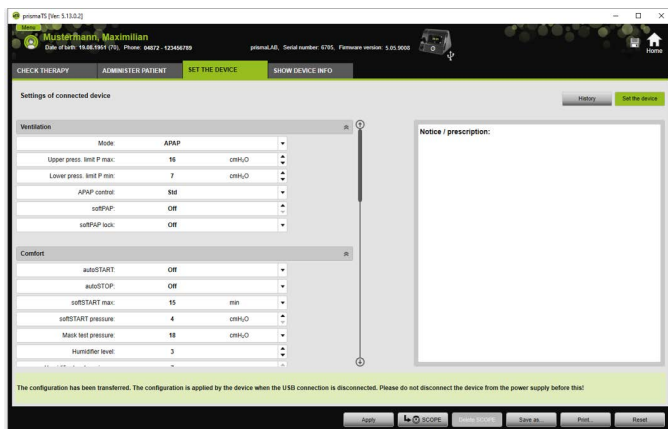 prismaTS [Ver: 5.13.0.2]
Menu
Mustermann, Maximilian
Date of birth: 19.08.1951 (70), Phone: 04872 - 123456789
prismaLAB, Serial number: 6705, Firmware version: 5.05.9008
Home
CHECK THERAPY ADMINISTER PATIENT SET THE DEVICE SHOW DEVICE INFO
Settings of connected device
History Set the device
Ventilation
Mode: APAP
Upper press. limit P max: 16 cmH₂O
Lower press. limit P min: 7 cmH₂O
APAP control: Std
softPAP: Off
softPAP lock: Off
Comfort
autoSTART: Off
autoSTOP: Off
softSTART max: 15 min
softSTART pressure: 4 cmH₂O
Mask test pressure: 18 cmH₂O
Humidifier level: 3
Notice / prescription:
The configuration has been transferred. The configuration is applied by the device when the USB connection is disconnected. Please do not disconnect the device from the power supply before this!
Apply SCOPE Delete SCOPE Save as... Print... Reset